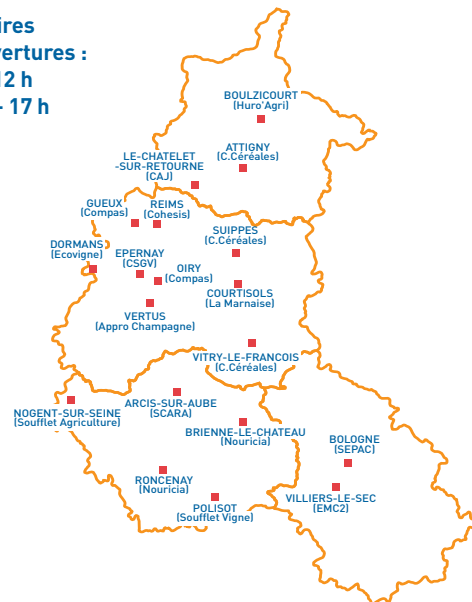 ires
vertures :
12 h
- 17 h
BOULZICOURT
(Huro'Agri)
ATTIGNY
(C.Céréales)
LE-CHATELET
-SUR-RETOURNE
(CAJ)
GUEUX
(Compas)
REIMS
(Cohesis)
SUIPPES
(C.Céréales)
DORMANS
(Ecovigne)
EPERNAY
(CSGV)
OIRY
(Compas)
COURTISOLS
(La Marnaise)
VERTUS
(Appro Champagne)
VITRY-LE-FRANCOIS
(C.Céréales)
ARCIS-SUR-AUBE
(SCARA)
NOGENT-SUR-SEINE
(Soufflet Agriculture)
BRIENNE-LE-CHATEAU
(Nouricia)
BOLOGNE
(SEPAC)
RONCENAY
(Nouricia)
VILLIERS-LE-SEC
(EMC2)
POLISOT
(Soufflet Vigne)